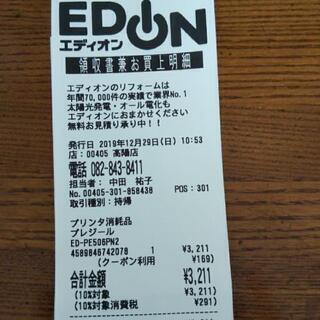 EDION
エディオン
領収書兼お買上明細
エディオンのリフォームは
年間70,000件の実績で業界No.1
太陽光発電・オール電化も
エディオンにおまかせください
無料お見積り承り中!!
発行日 2019年12月29日(日) 10:53
店:00405 高陽店
電話 082-843-8411
担当者: 中田 祐子
No.00405-301-858438 POS:301
取引種別:持帰
プリンタ消耗品
プレジール
ED-PE506PN2
4589846742078 1 ¥3,211
(クーポン利用 ¥169)
合計金額 ¥3,211
(10%対象 ¥3,211)
(10%対象消費税 ¥291)